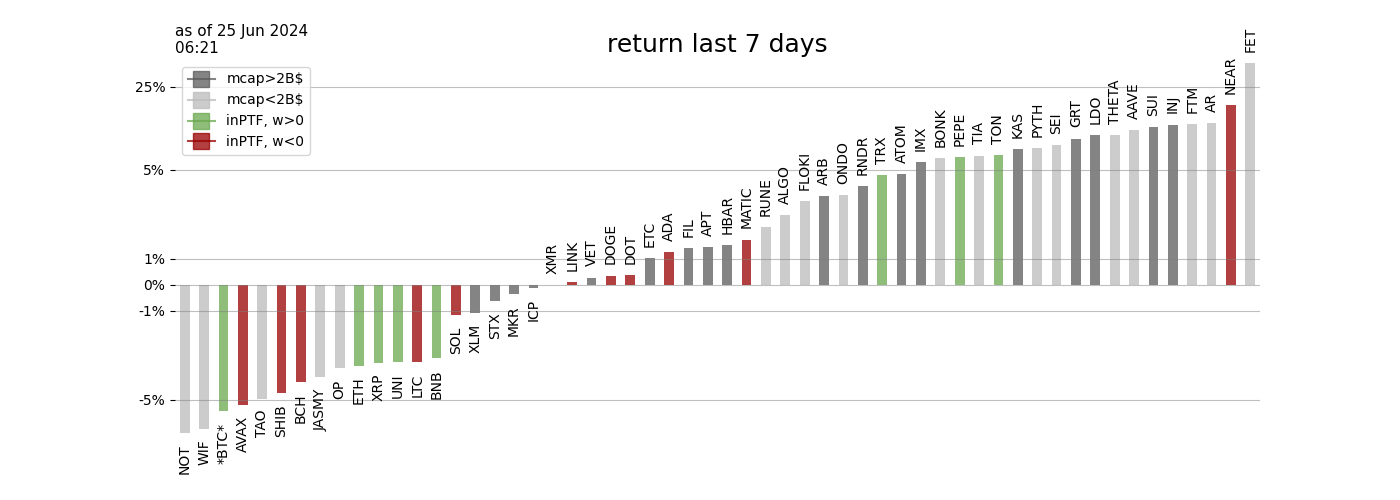 as of 25 Jun 2024
06:21
return last 7 days
mcap>2B$
mcap<2B$
inPTF, w>0
inPTF, w<0
25%
5%
1%
0%
-1%
-5%
NOT
WIF
*BTC*
AVAX
TAO
SHIB
BCH
JASMY
OP
ETH
XRP
UNI
LTC
BNB
SOL
XLM
STX
MKR
ICP
XMR
LINK
VET
DOGE
DOT
ETC
ADA
FIL
APT
HBAR
MATIC
RUNE
ALGO
FLOKI
ARB
ONDO
RNDR
TRX
ATOM
IMX
BONK
PEPE
TIA
TON
KAS
PYTH
SEI
GRT
LDO
THETA
AAVE
SUI
INJ
FTM
AR
NEAR
FET